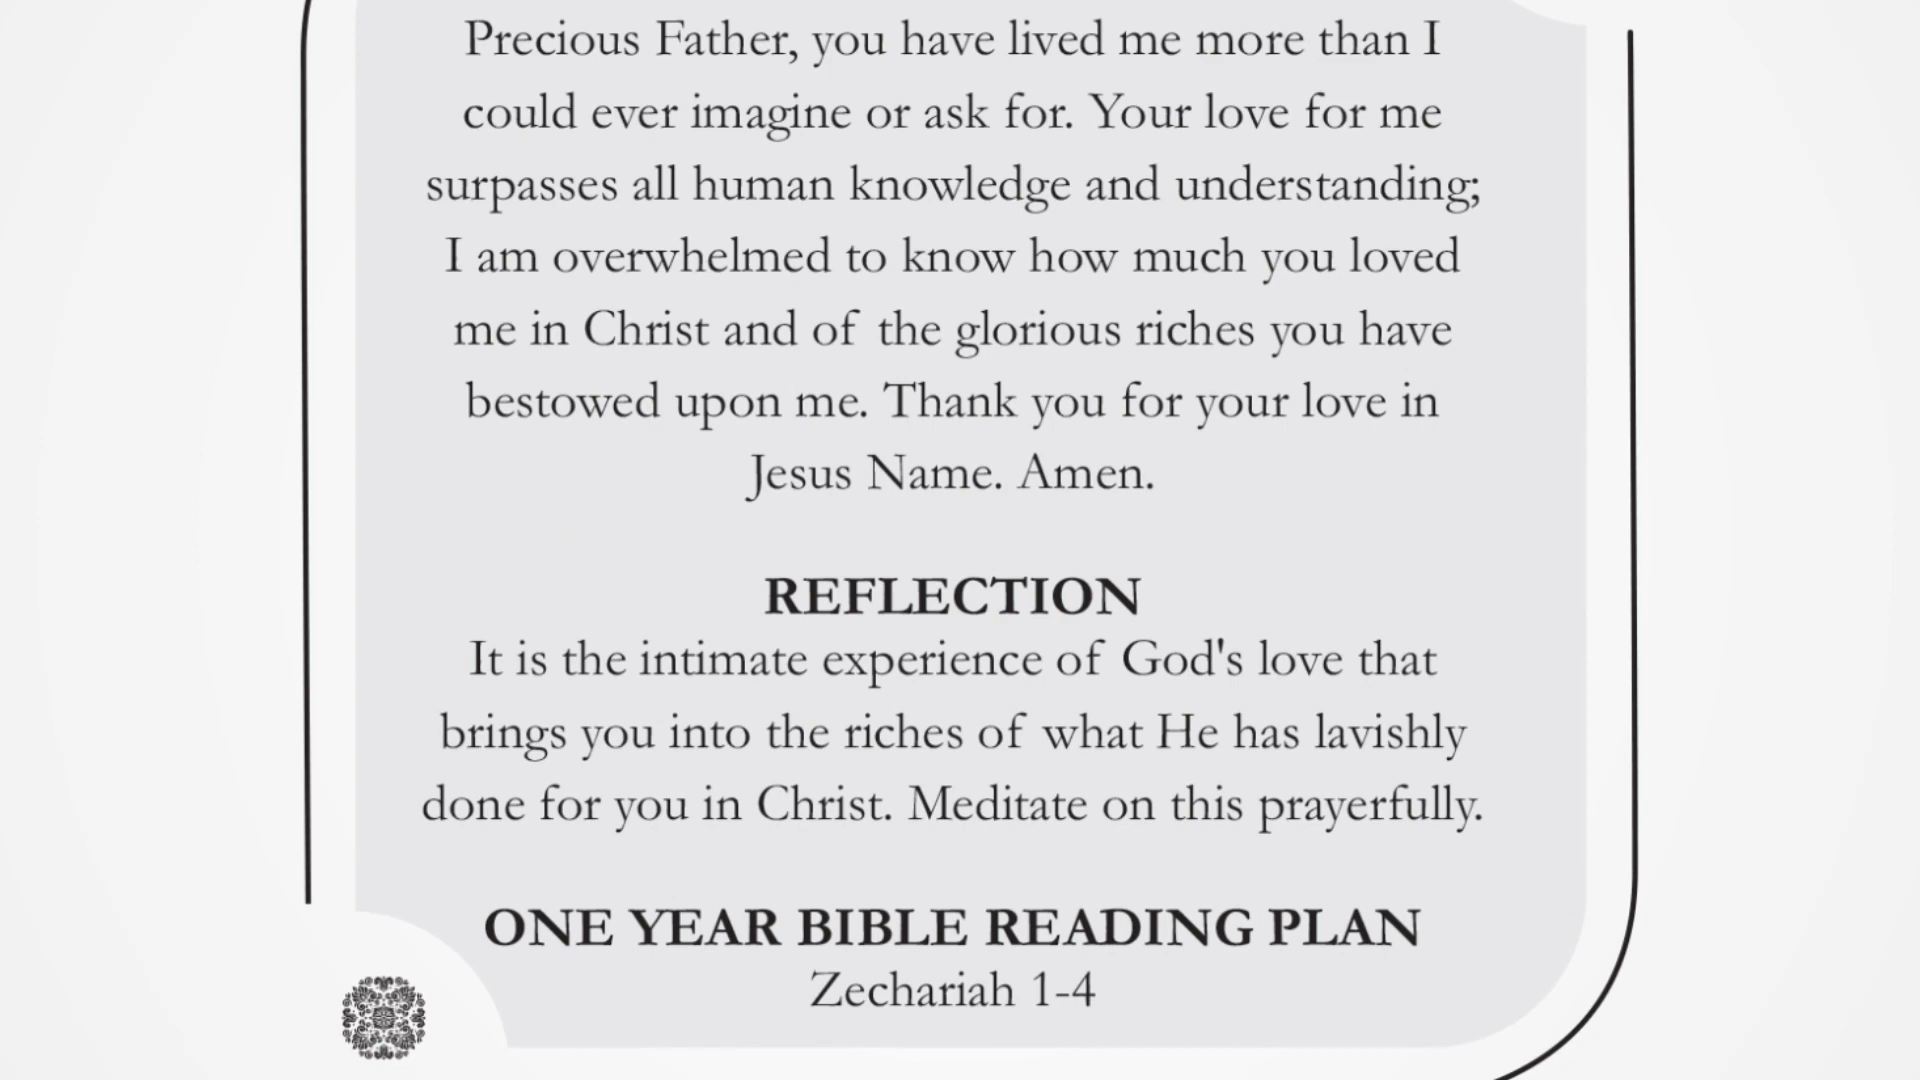 Precious Father, you have lived me more than I
could ever imagine or ask for. Your love for me
surpasses all human knowledge and understanding;
I am overwhelmed to know how much you loved
me in Christ and of the glorious riches you have
bestowed upon me. Thank you for your love in
Jesus Name. Amen.
REFLECTION
It is the intimate experience of God's love that
brings you into the riches of what He has lavishly
done for you in Christ. Meditate on this prayerfully.
ONE YEAR BIBLE READING PLAN
Zechariah 1-4